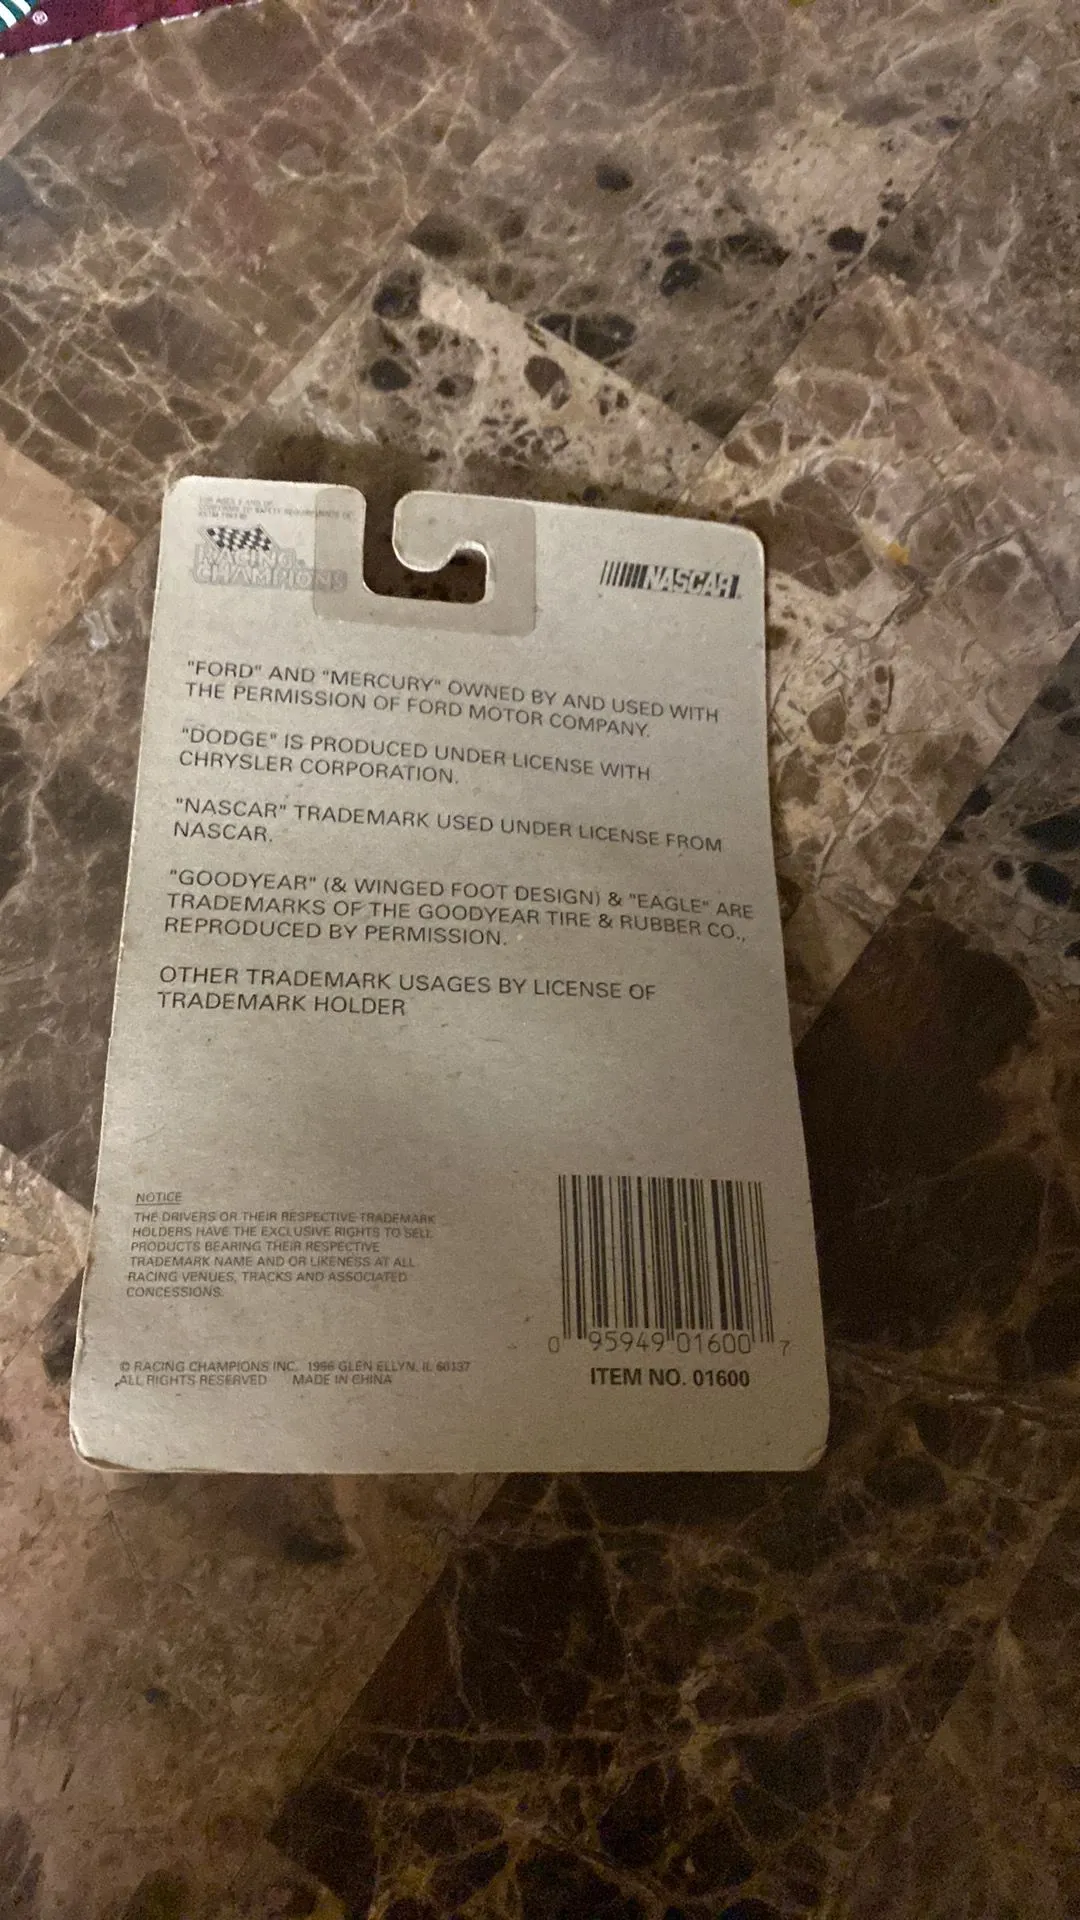 ®
RACING
CHAMPIONS
NASCAR
"FORD" AND "MERCURY" OWNED BY AND USED WITH
THE PERMISSION OF FORD MOTOR COMPANY.
"DODGE" IS PRODUCED UNDER LICENSE WITH
CHRYSLER CORPORATION.
"NASCAR" TRADEMARK USED UNDER LICENSE FROM
NASCAR.
"GOODYEAR" (& WINGED FOOT DESIGN) & "EAGLE" ARE
TRADEMARKS OF THE GOODYEAR TIRE & RUBBER CO.,
REPRODUCED BY PERMISSION.
OTHER TRADEMARK USAGES BY LICENSE OF
TRADEMARK HOLDER
NOTICE
THE DRIVERS OR THEIR RESPECTIVE TRADEMARK
HOLDERS HAVE THE EXCLUSIVE RIGHTS TO SELL
PRODUCTS BEARING THEIR RESPECTIVE
TRADEMARK NAME AND OR LIKENESS AT ALL
RACING VENUES, TRACKS AND ASSOCIATED
CONCESSIONS.
© RACING CHAMPIONS INC. 1996 GLEN ELLYN, IL 60137
ALL RIGHTS RESERVED MADE IN CHINA
0 95949 01600 7
ITEM NO. 01600